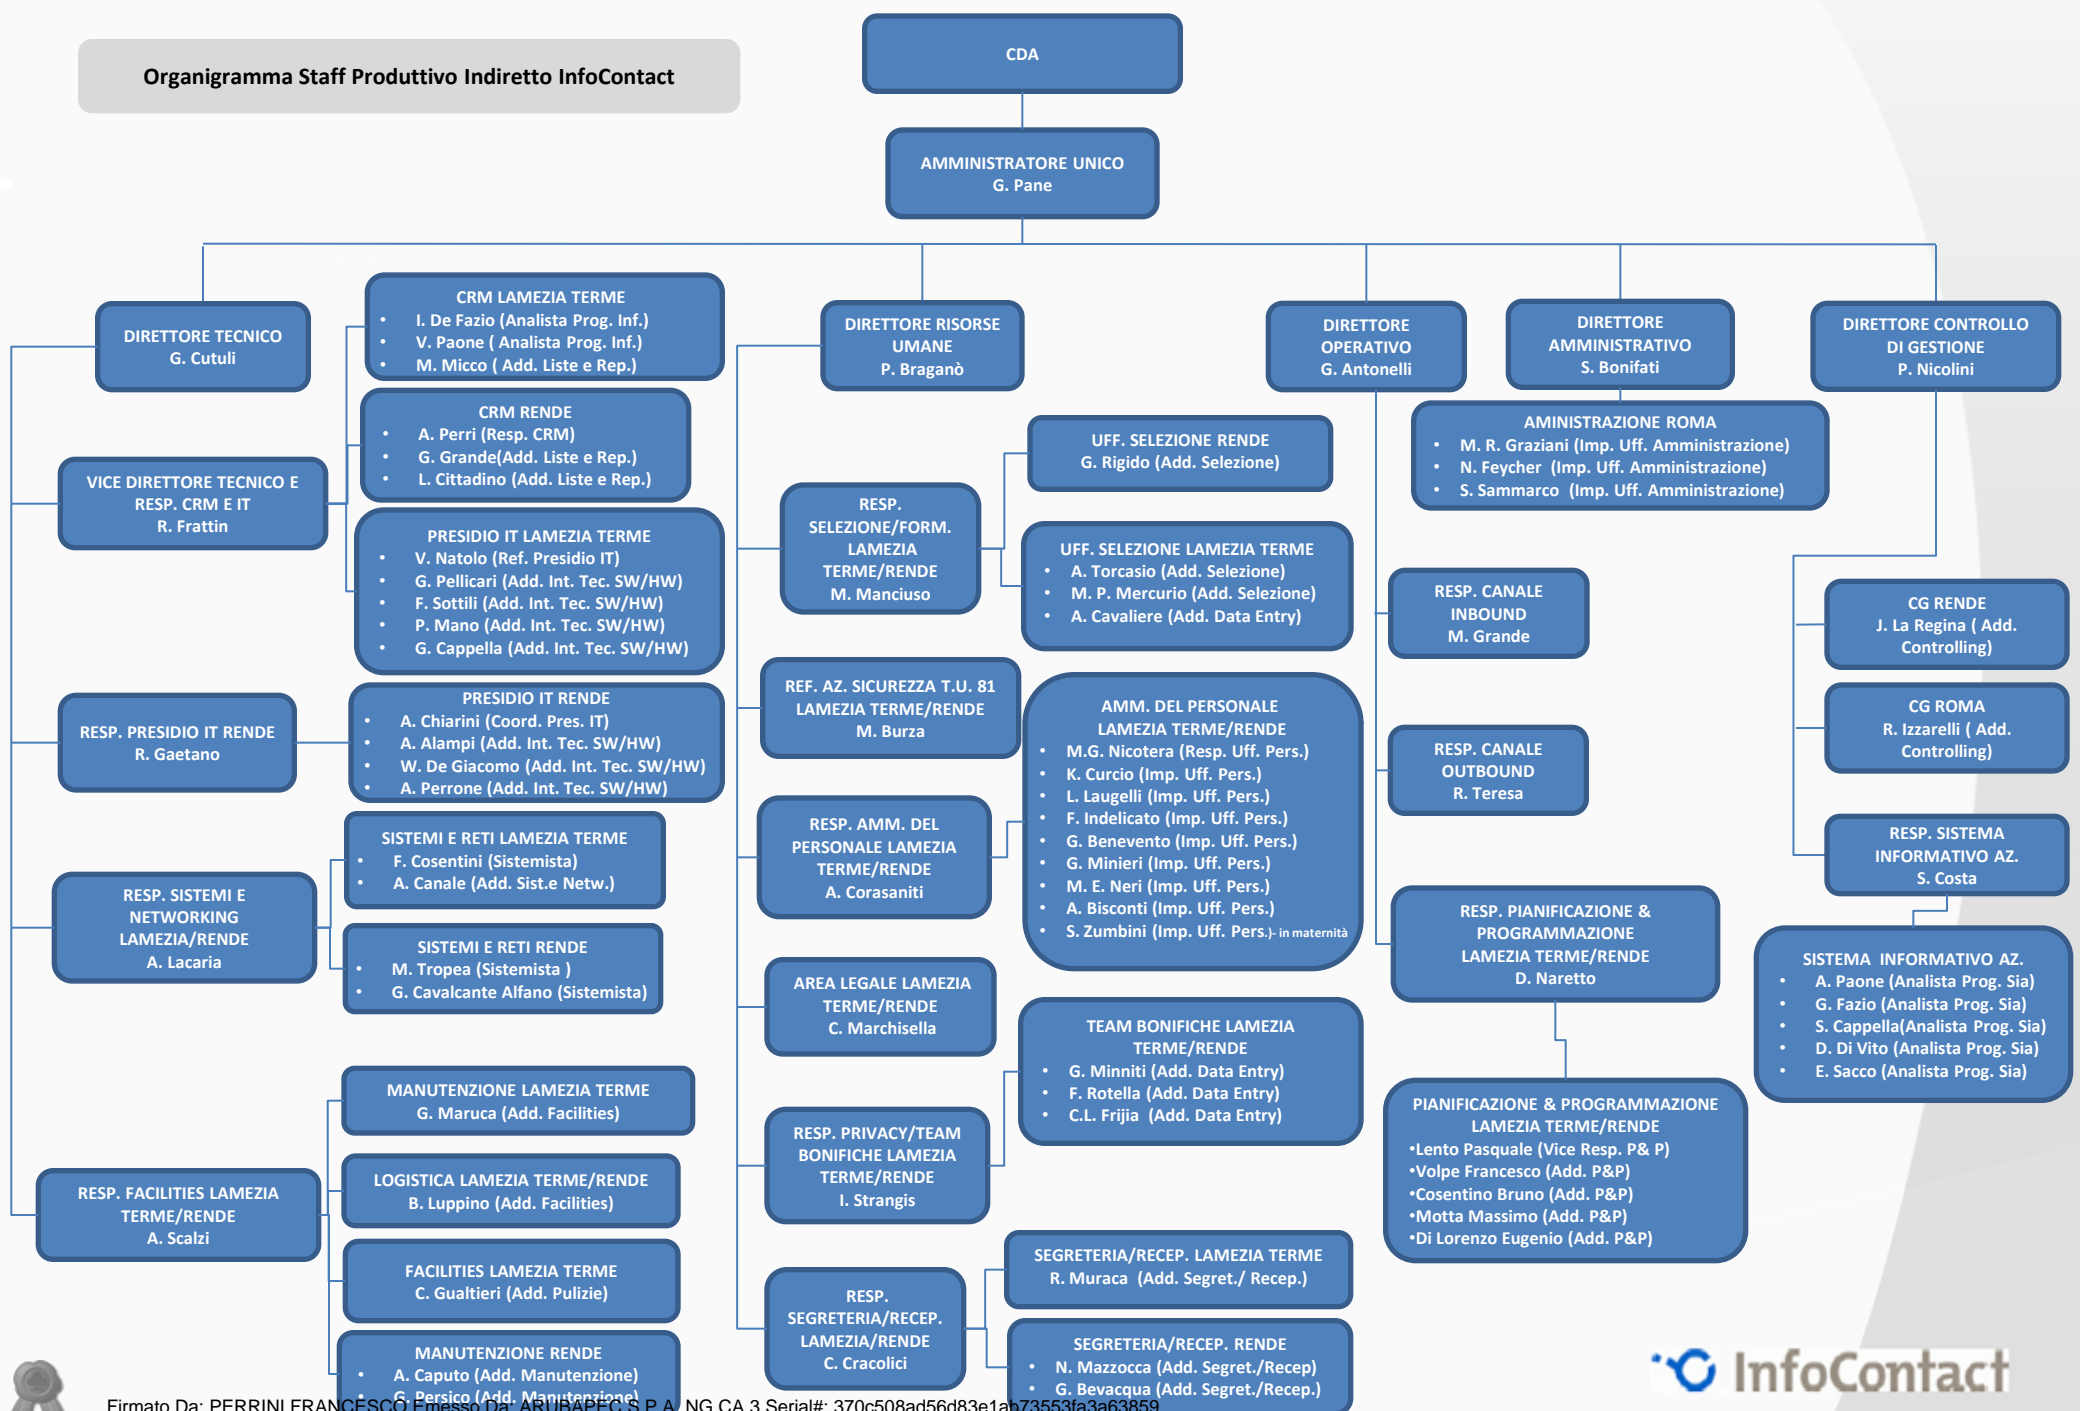 Organigramma Staff Produttivo Indiretto InfoContact
CDA
AMMINISTRATORE UNICO
G. Pane
DIRETTORE TECNICO
G. Cutuli
CRM LAMEZIA TERME
• I. De Fazio (Analista Prog. Inf.)
• V. Paone ( Analista Prog. Inf.)
• M. Micco ( Add. Liste e Rep.)
CRM RENDE
• A. Perri (Resp. CRM)
• G. Grande(Add. Liste e Rep.)
• L. Cittadino (Add. Liste e Rep.)
VICE DIRETTORE TECNICO E
RESP. CRM E IT
R. Frattin
PRESIDIO IT LAMEZIA TERME
• V. Natolo (Ref. Presidio IT)
• G. Pellicari (Add. Int. Tec. SW/HW)
• F. Sottili (Add. Int. Tec. SW/HW)
• P. Mano (Add. Int. Tec. SW/HW)
• G. Cappella (Add. Int. Tec. SW/HW)
RESP. PRESIDIO IT RENDE
R. Gaetano
PRESIDIO IT RENDE
• A. Chiarini (Coord. Pres. IT)
• A. Alampi (Add. Int. Tec. SW/HW)
• W. De Giacomo (Add. Int. Tec. SW/HW)
• A. Perrone (Add. Int. Tec. SW/HW)
RESP. SISTEMI E
NETWORKING
LAMEZIA/RENDE
A. Lacaria
SISTEMI E RETI LAMEZIA TERME
• F. Cosentini (Sistemista)
• A. Canale (Add. Sist.e Netw.)
SISTEMI E RETI RENDE
• M. Tropea (Sistemista )
• G. Cavalcante Alfano (Sistemista)
RESP. FACILITIES LAMEZIA
TERME/RENDE
A. Scalzi
MANUTENZIONE LAMEZIA TERME
G. Maruca (Add. Facilities)
LOGISTICA LAMEZIA TERME/RENDE
B. Luppino (Add. Facilities)
FACILITIES LAMEZIA TERME
C. Gualtieri (Add. Pulizie)
MANUTENZIONE RENDE
• A. Caputo (Add. Manutenzione)
• G. Persico (Add. Manutenzione)
DIRETTORE RISORSE
UMANE
P. Braganò
RESP.
SELEZIONE/FORM.
LAMEZIA
TERME/RENDE
M. Manciuso
UFF. SELEZIONE RENDE
G. Rigido (Add. Selezione)
UFF. SELEZIONE LAMEZIA TERME
• A. Torcasio (Add. Selezione)
• M. P. Mercurio (Add. Selezione)
• A. Cavaliere (Add. Data Entry)
REF. AZ. SICUREZZA T.U. 81
LAMEZIA TERME/RENDE
M. Burza
RESP. AMM. DEL
PERSONALE LAMEZIA
TERME/RENDE
A. Corasaniti
AMM. DEL PERSONALE
LAMEZIA TERME/RENDE
• M.G. Nicotera (Resp. Uff. Pers.)
• K. Curcio (Imp. Uff. Pers.)
• L. Laugelli (Imp. Uff. Pers.)
• F. Indelicato (Imp. Uff. Pers.)
• G. Benevento (Imp. Uff. Pers.)
• G. Minieri (Imp. Uff. Pers.)
• M. E. Neri (Imp. Uff. Pers.)
• A. Bisconti (Imp. Uff. Pers.)
• S. Zumbini (Imp. Uff. Pers.)- in maternità
AREA LEGALE LAMEZIA
TERME/RENDE
C. Marchisella
RESP. PRIVACY/TEAM
BONIFICHE LAMEZIA
TERME/RENDE
I. Strangis
TEAM BONIFICHE LAMEZIA
TERME/RENDE
• G. Minniti (Add. Data Entry)
• F. Rotella (Add. Data Entry)
• C.L. Frijia (Add. Data Entry)
RESP.
SEGRETERIA/RECEP.
LAMEZIA/RENDE
C. Cracolici
SEGRETERIA/RECEP. LAMEZIA TERME
R. Muraca (Add. Segret./ Recep.)
SEGRETERIA/RECEP. RENDE
• N. Mazzocca (Add. Segret./Recep)
• G. Bevacqua (Add. Segret./Recep.)
DIRETTORE
OPERATIVO
G. Antonelli
RESP. CANALE
INBOUND
M. Grande
RESP. CANALE
OUTBOUND
R. Teresa
RESP. PIANIFICAZIONE &
PROGRAMMAZIONE
LAMEZIA TERME/RENDE
D. Naretto
PIANIFICAZIONE & PROGRAMMAZIONE
LAMEZIA TERME/RENDE
•Lento Pasquale (Vice Resp. P& P)
•Volpe Francesco (Add. P&P)
•Cosentino Bruno (Add. P&P)
•Motta Massimo (Add. P&P)
•Di Lorenzo Eugenio (Add. P&P)
DIRETTORE
AMMINISTRATIVO
S. Bonifati
AMINISTRAZIONE ROMA
• M. R. Graziani (Imp. Uff. Amministrazione)
• N. Feycher (Imp. Uff. Amministrazione)
• S. Sammarco (Imp. Uff. Amministrazione)
DIRETTORE CONTROLLO
DI GESTIONE
P. Nicolini
CG RENDE
J. La Regina ( Add.
Controlling)
CG ROMA
R. Izzarelli ( Add.
Controlling)
RESP. SISTEMA
INFORMATIVO AZ.
S. Costa
SISTEMA INFORMATIVO AZ.
• A. Paone (Analista Prog. Sia)
• G. Fazio (Analista Prog. Sia)
• S. Cappella(Analista Prog. Sia)
• D. Di Vito (Analista Prog. Sia)
• E. Sacco (Analista Prog. Sia)
InfoContact
Firmato Da: PERRINI FRANCESCO Emesso Da: ARUBAPEC S.P.A. NG CA 3 Serial#: 370c508ad56d83e1ab73553fa3a63859